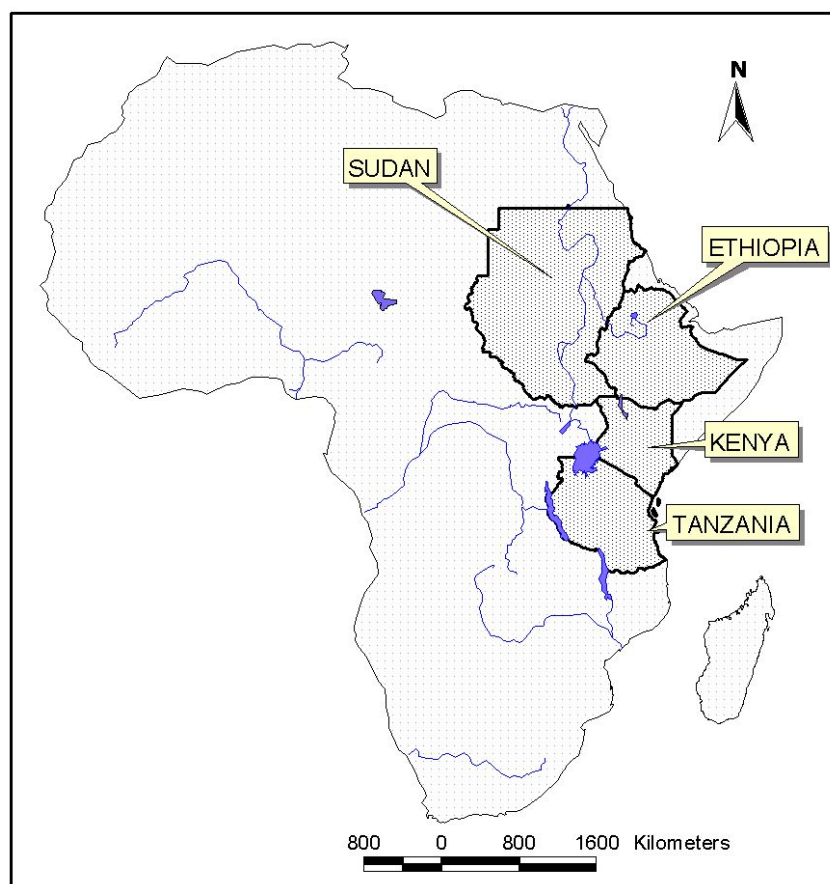 N
SUDAN
ETHIOPIA
KENYA
TANZANIA
800 0 800 1600 Kilometers